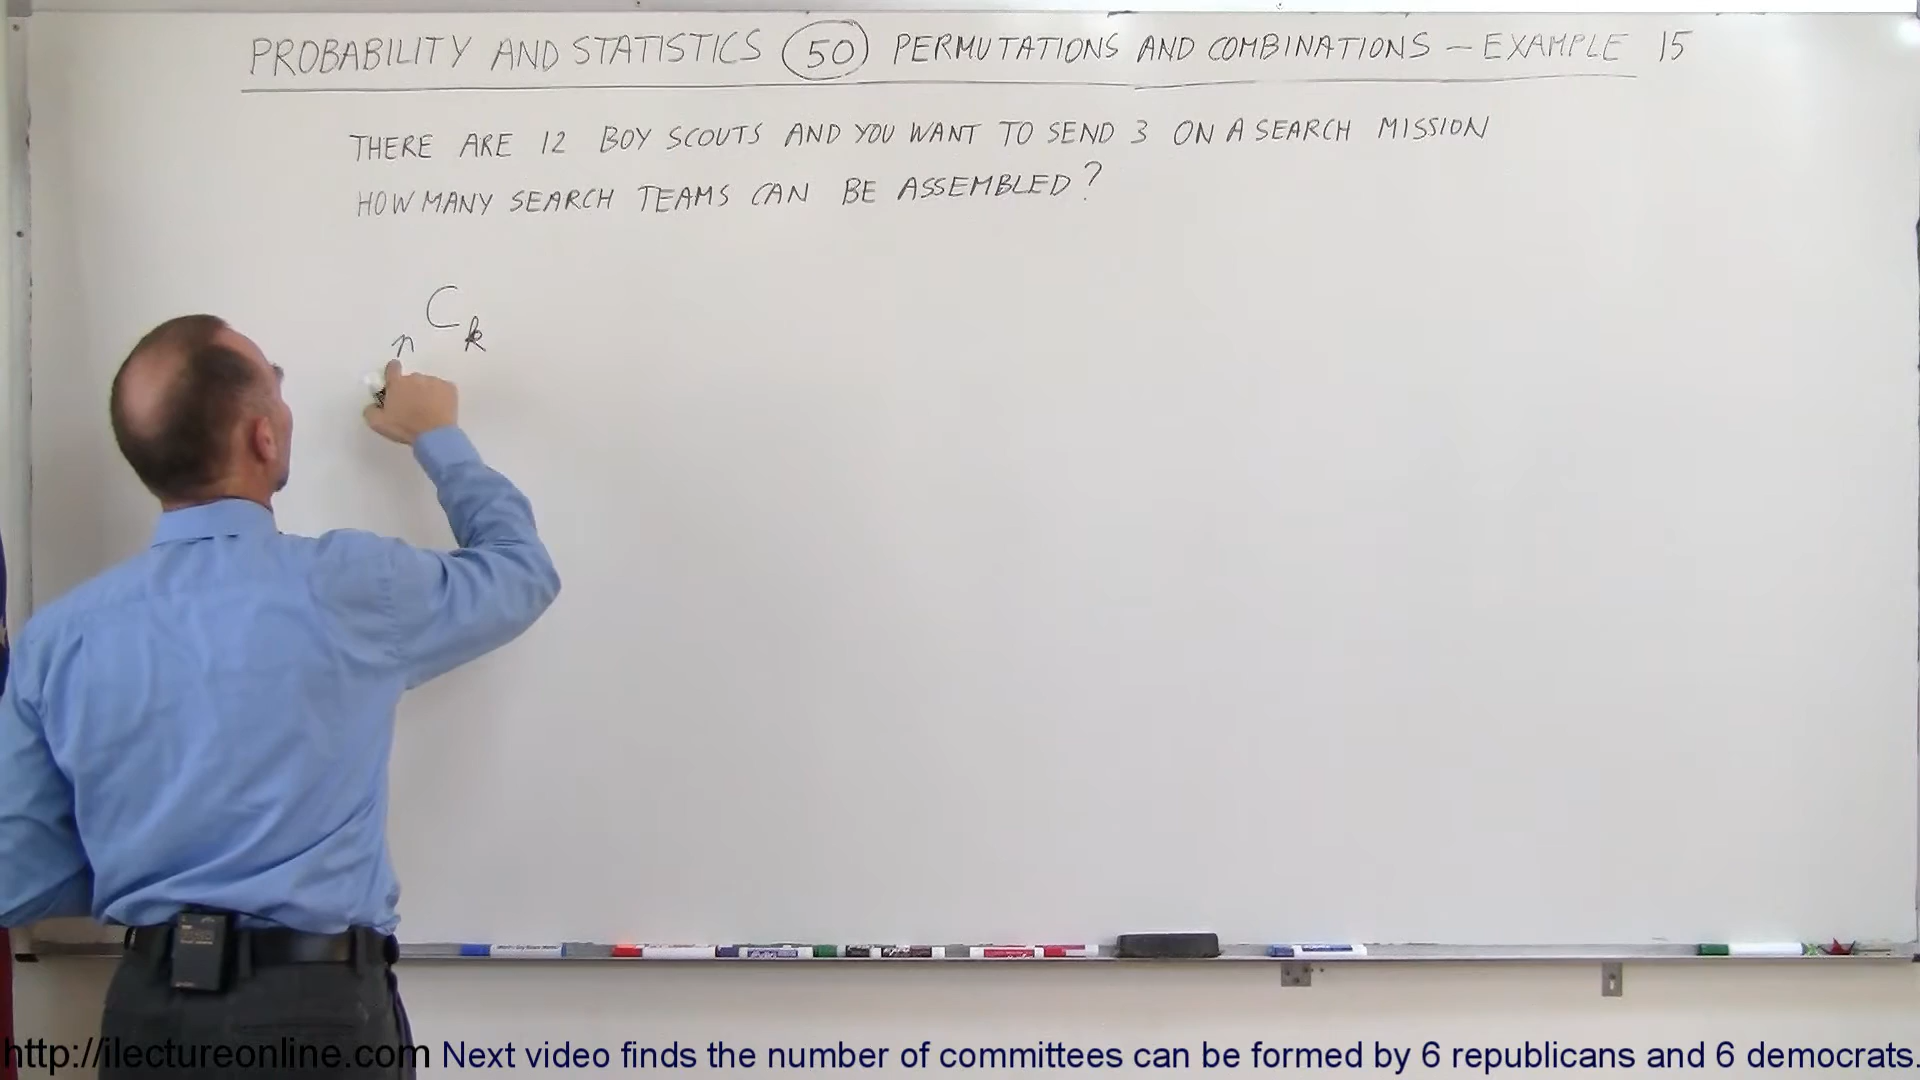 PROBABILITY AND STATISTICS 50 PERMUTATIONS AND COMBINATIONS — EXAMPLE 15
THERE ARE 12 BOY SCOUTS AND YOU WANT TO SEND 3 ON A SEARCH MISSION
HOW MANY SEARCH TEAMS CAN BE ASSEMBLED?
n C k
http://ilectureonline.com Next video finds the number of committees can be formed by 6 republicans and 6 democrats.